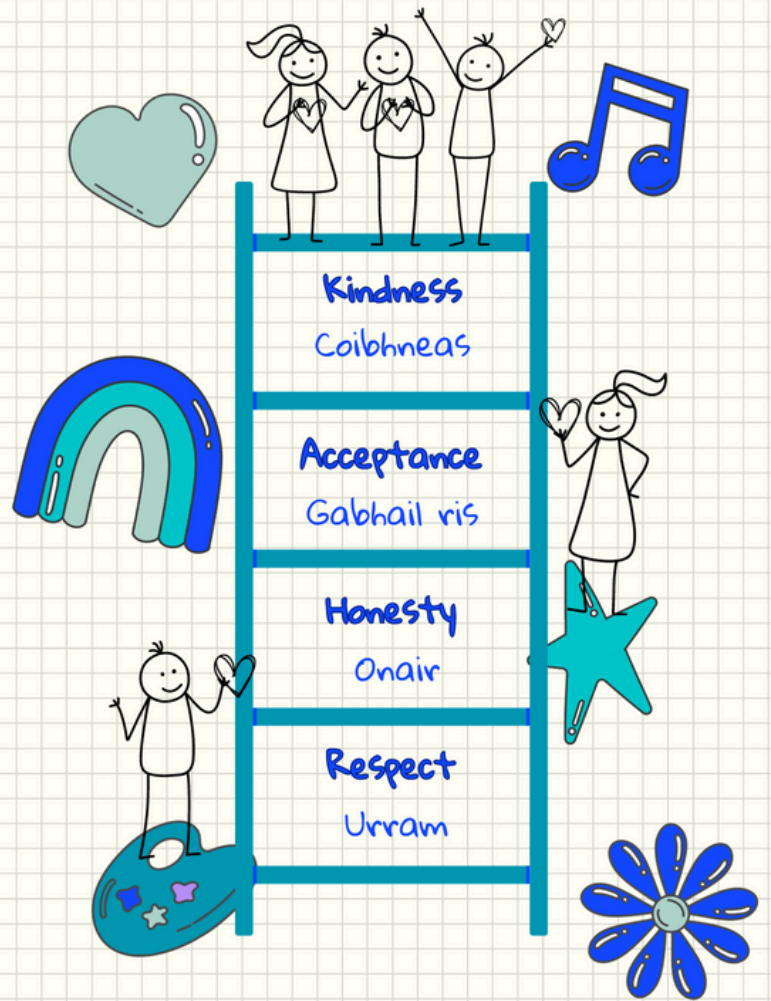 Kindness
Coibhneas
Acceptance
Gabhail ris
Honesty
Onair
Respect
Urram